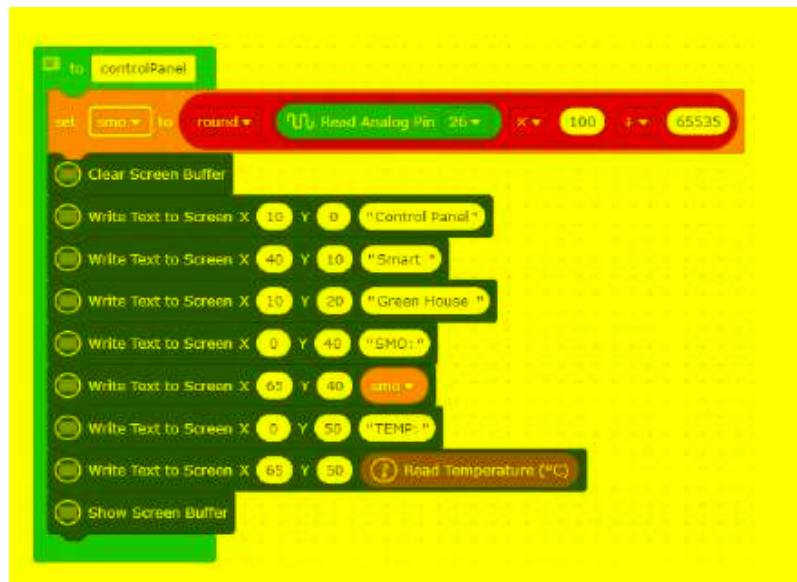 to controlPanel
set smo to round Read Analog Pin 26 × 100 ÷ 65535
Clear Screen Buffer
Write Text to Screen X 10 Y 0 "Control Panel"
Write Text to Screen X 40 Y 10 "Smart "
Write Text to Screen X 10 Y 20 "Green House "
Write Text to Screen X 0 Y 40 "SMO:"
Write Text to Screen X 65 Y 40 smo
Write Text to Screen X 0 Y 50 "TEMP:"
Write Text to Screen X 65 Y 50 Read Temperature (°C)
Show Screen Buffer